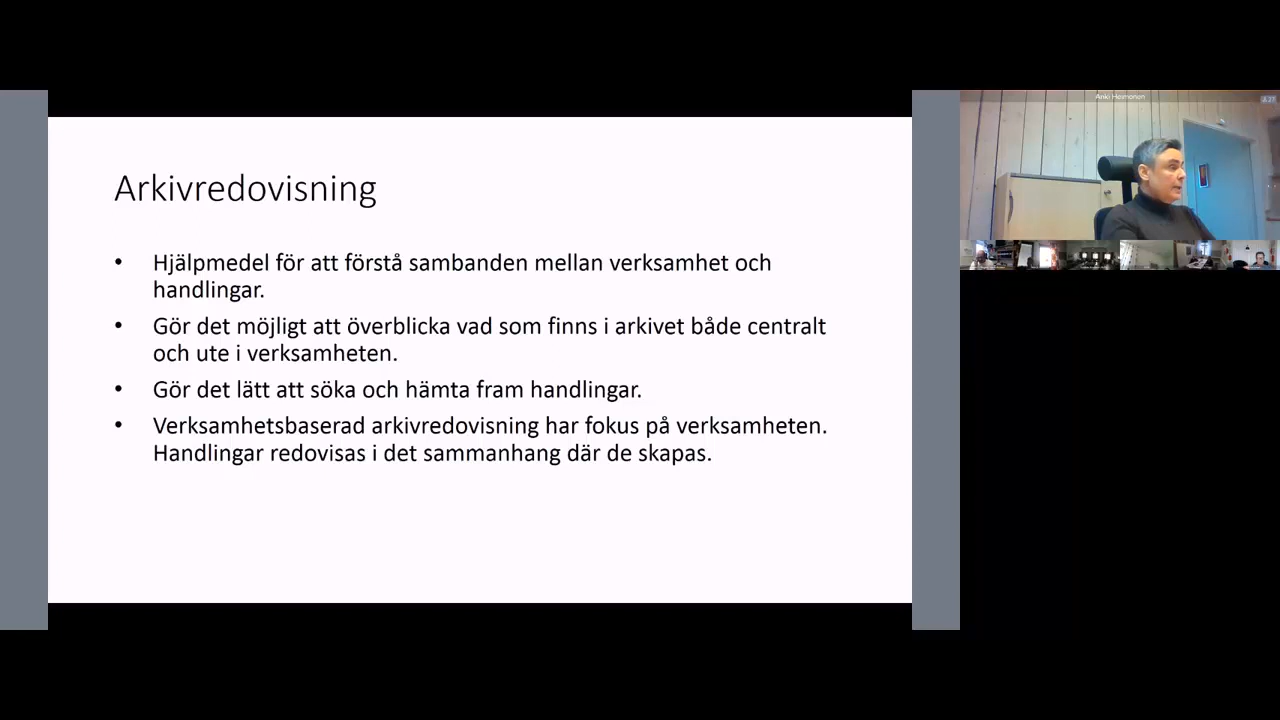 Arkivredovisning
• Hjälpmedel för att förstå sambanden mellan verksamhet och
handlingar.
• Gör det möjligt att överblicka vad som finns i arkivet både centralt
och ute i verksamheten.
• Gör det lätt att söka och hämta fram handlingar.
• Verksamhetsbaserad arkivredovisning har fokus på verksamheten.
Handlingar redovisas i det sammanhang där de skapas.